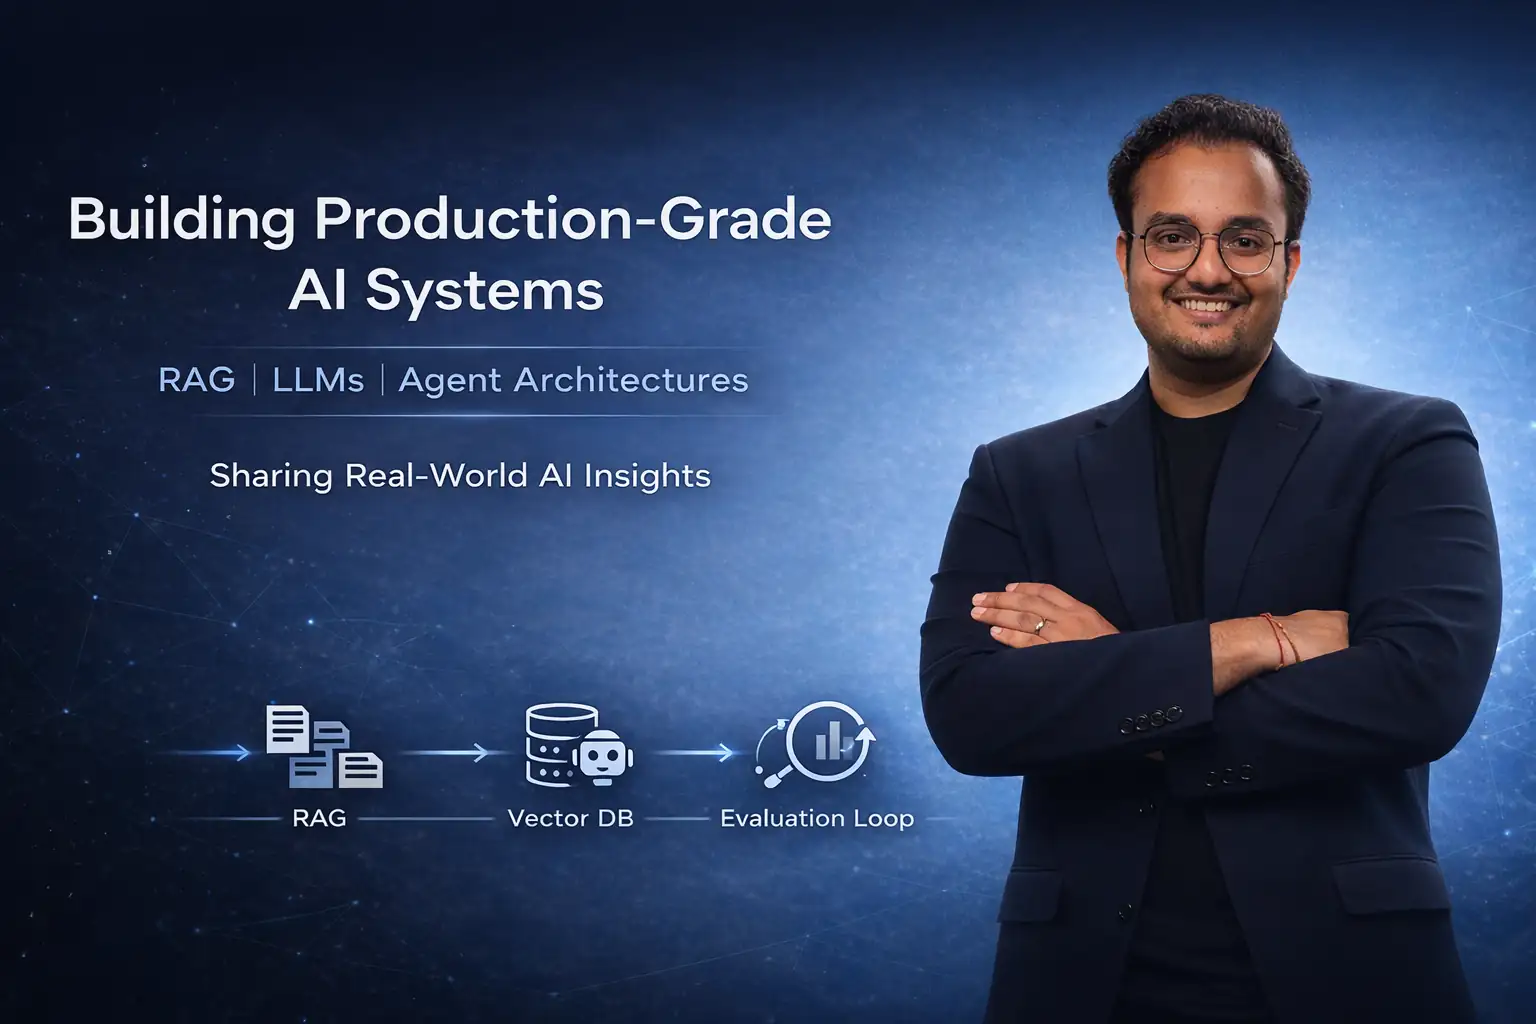 Building Production-Grade
AI Systems
RAG | LLMs | Agent Architectures
Sharing Real-World AI Insights
RAG
Vector DB
Evaluation Loop